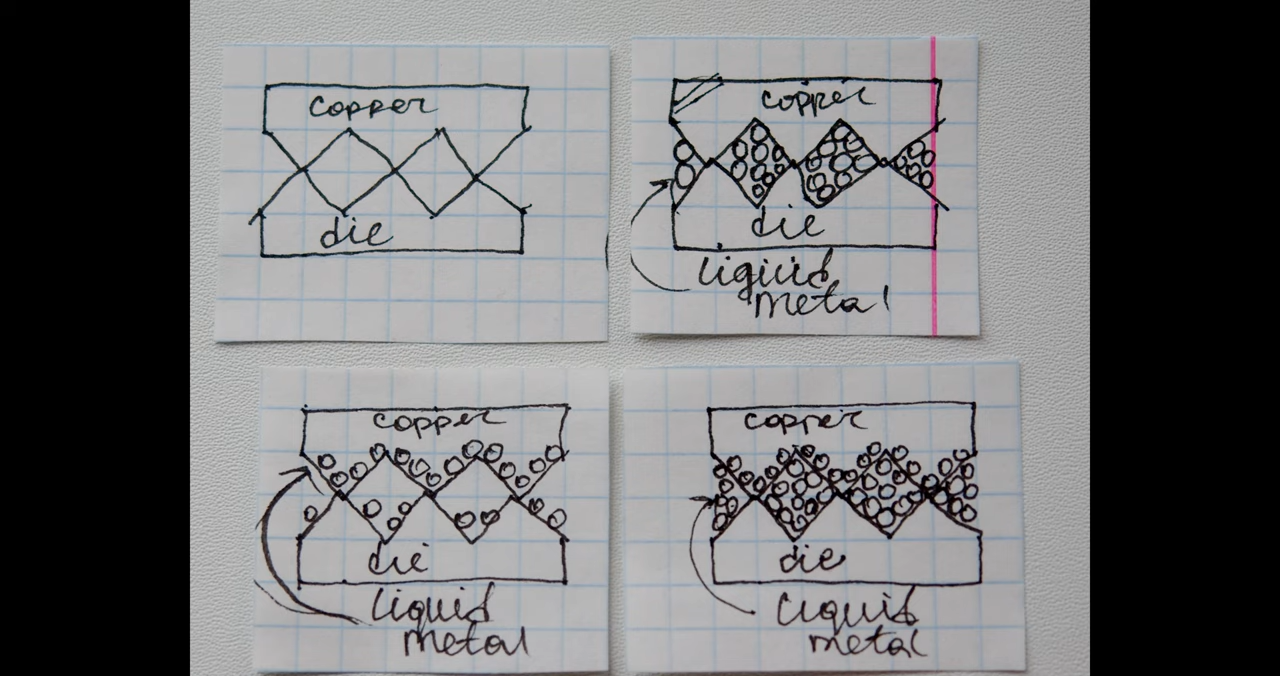 copper
die
copper
die
liquid
metal
copper
die
liquid
metal
copper
die
liquid
metal